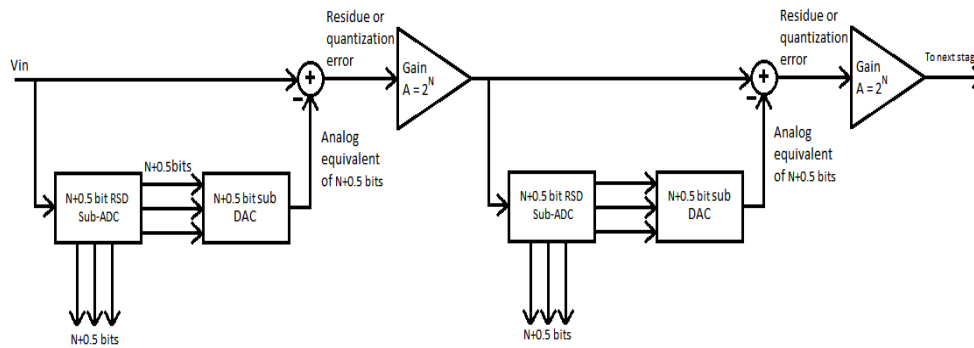 Vin
Residue or
quantization
error
Gain
A = 2^N
Analog
equivalent
of N+0.5 bits
N+0.5bits
N+0.5 bit RSD
Sub-ADC
N+0.5 bit sub
DAC
N+0.5 bits
Residue or
quantization
error
Gain
A = 2^N
To next stag
Analog
equivalent
of N+0.5 bits
N+0.5 bit RSD
Sub-ADC
N+0.5 bit sub
DAC
N+0.5 bits